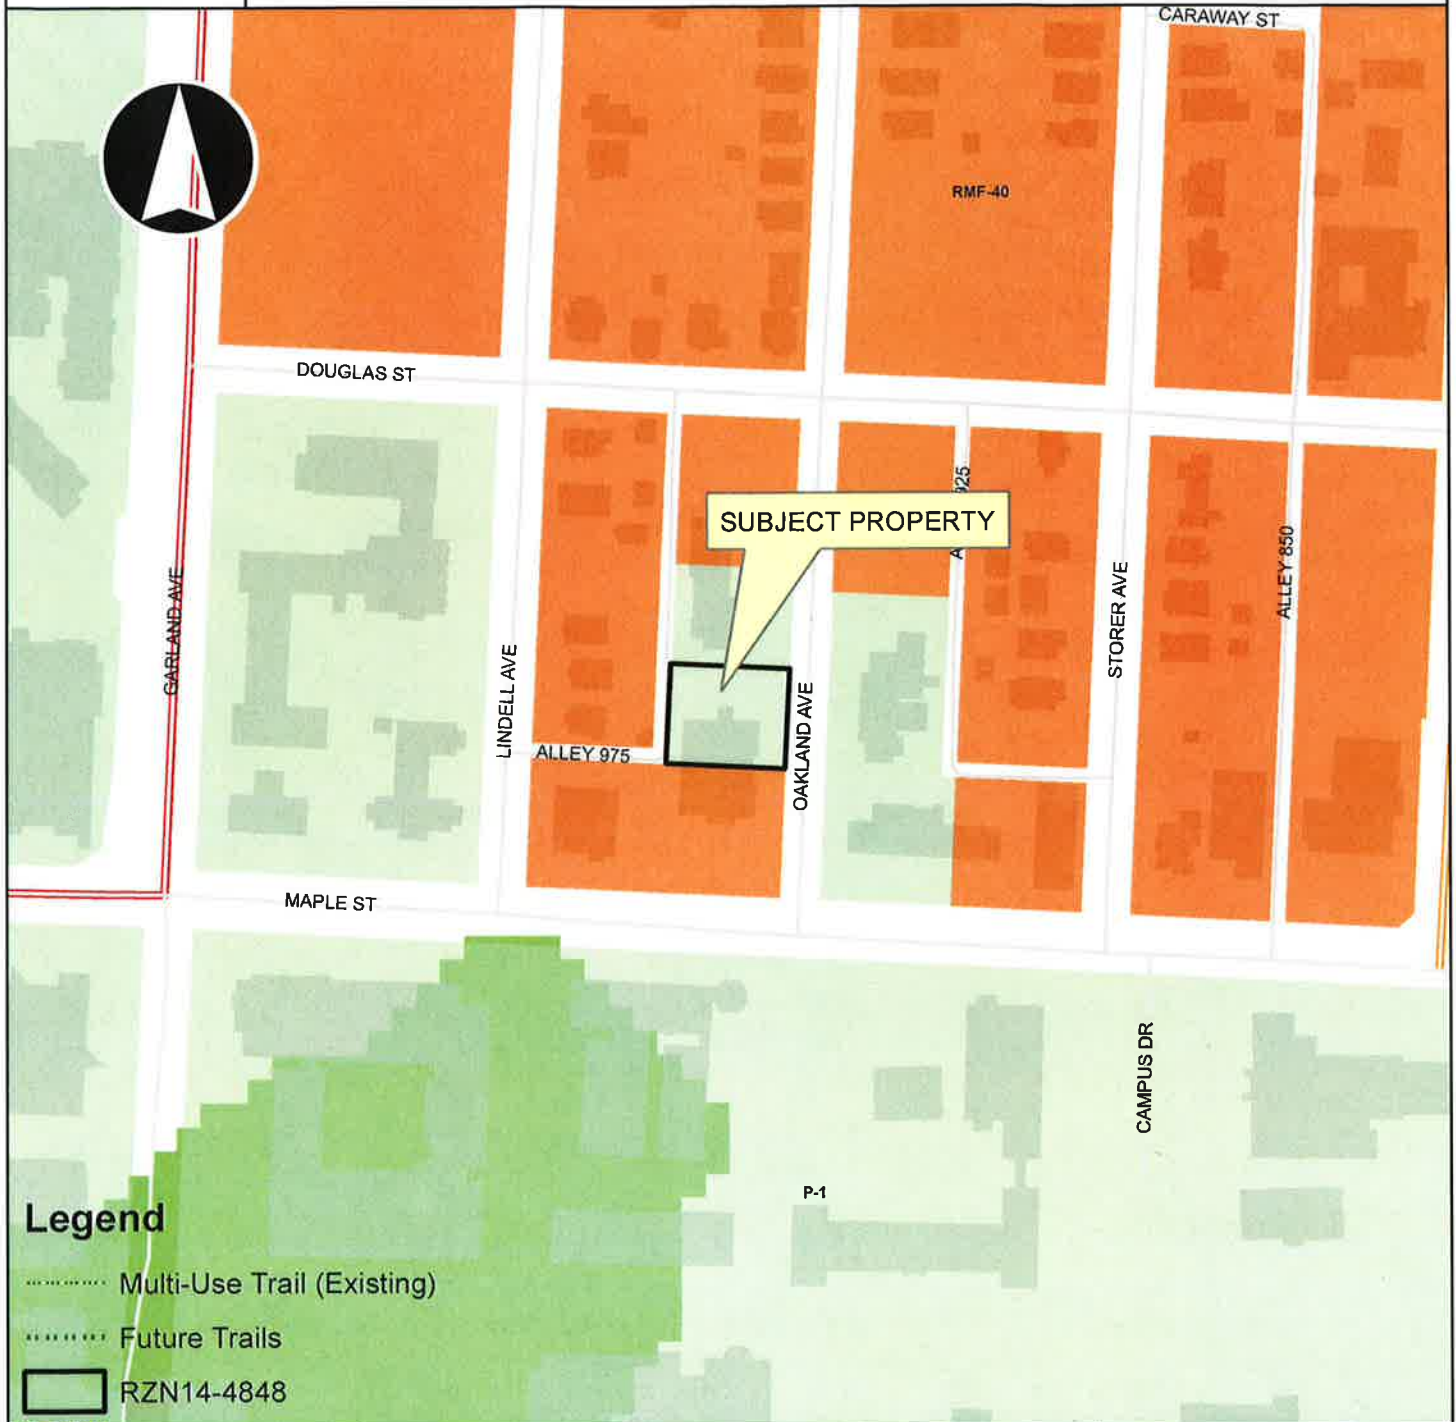 CARAWAY ST
RMF-40
DOUGLAS ST
925
SUBJECT PROPERTY
GARLAND AVE
LINDELL AVE
ALLEY 975
OAKLAND AVE
STORER AVE
ALLEY 850
MAPLE ST
CAMPUS DR
P-1
Legend
Multi-Use Trail (Existing)
Future Trails
RZN14-4848